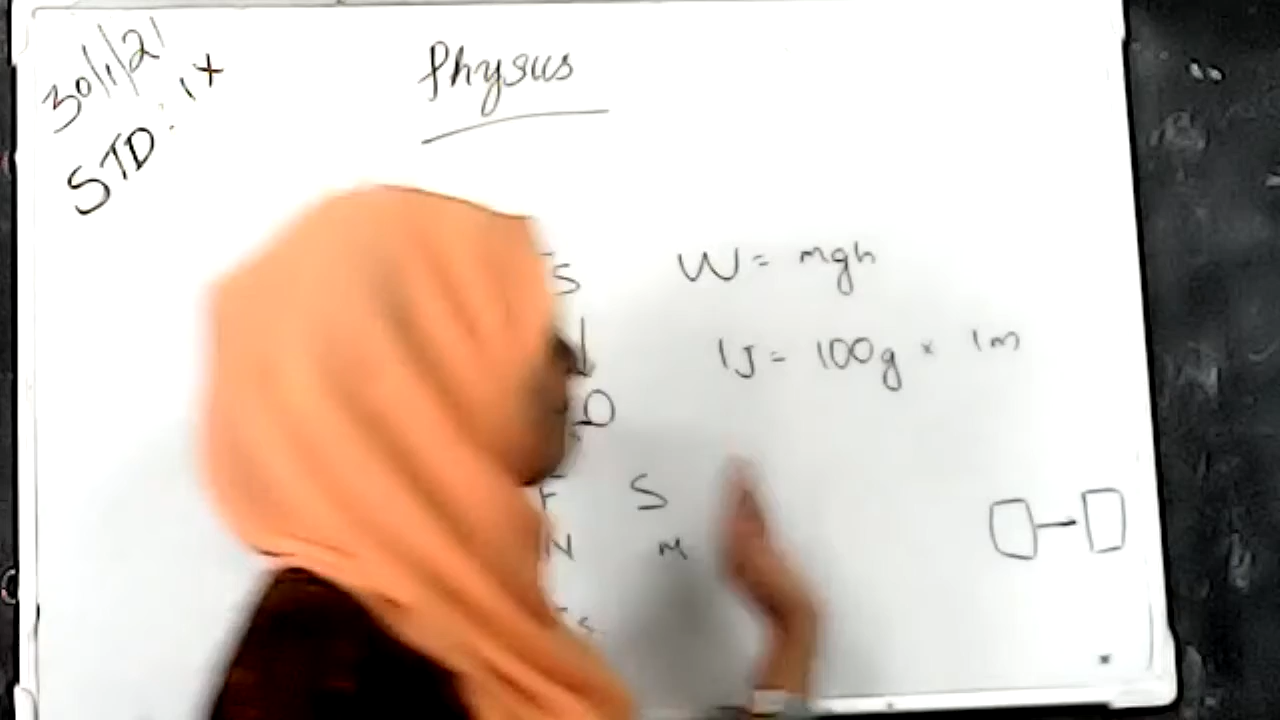 30/1/21
STD: IX
Physics
S
W = mgh
1J = 100g × 1m
D
F S
N M